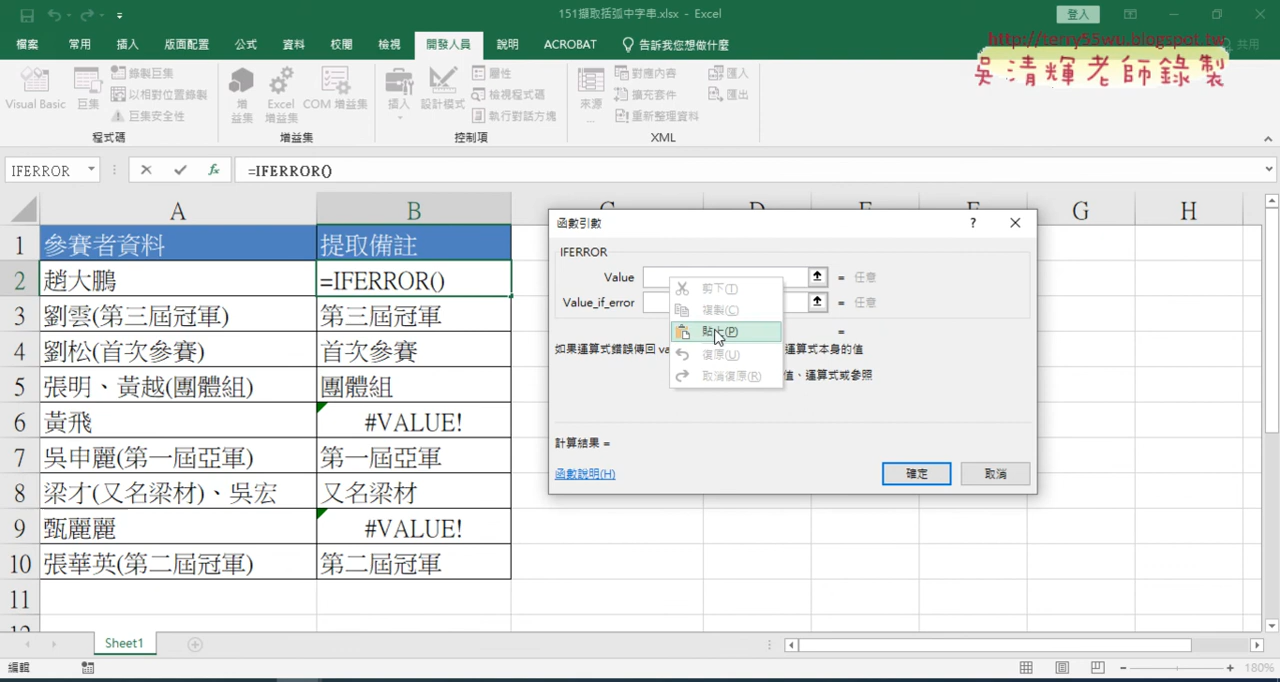 151擷取括弧中字串.xlsx - Excel
登入
檔案 常用 插入 版面配置 公式 資料 校閱 檢視 開發人員 說明 ACROBAT 告訴我您想做什麼 共用
http://terry55wu.blogspot.tw
吳清輝老師錄製
Visual Basic 巨集 錄製巨集 以相對位置錄製 巨集安全性
增益集 Excel 增益集 COM 增益集
插入 設計模式 屬性 檢視程式碼 執行對話方塊
來源... 對應內容 擴充套件 重新整理資料 匯入 匯出
程式碼 增益集 控制項 XML
IFERROR fx =IFERROR()
A B C D E F G H
1 參賽者資料 提取備註
2 趙大鵬 =IFERROR()
3 劉雲(第三屆冠軍) 第三屆冠軍
4 劉松(首次參賽) 首次參賽
5 張明、黃越(團體組) 團體組
6 黃飛 #VALUE!
7 吳申麗(第一屆亞軍) 第一屆亞軍
8 梁才(又名梁材)、吳宏 又名梁材
9 甄麗麗 #VALUE!
10 張華英(第二屆冠軍) 第二屆冠軍
11
函數引數 ?
IFERROR
Value = 任意
Value_if_error = 任意
=
剪下(T)
複製(C)
貼上(P)
復原(U)
取消復原(R)
如果運算式錯誤傳回 va 運算式本身的值
值、運算式或參照
計算結果 =
函數說明(H)
確定 取消
Sheet1
編輯
180%